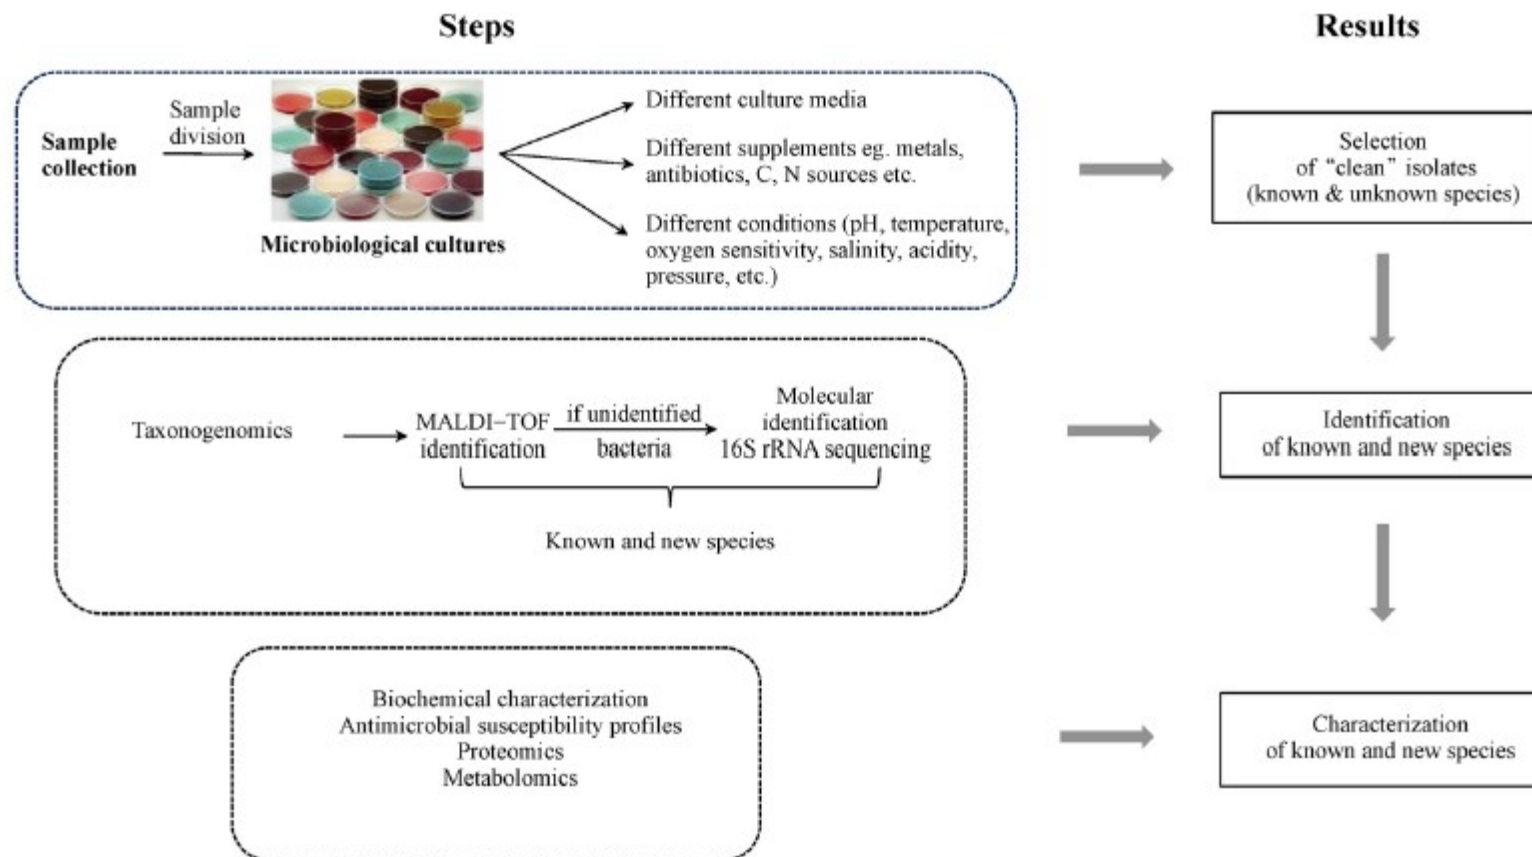 Steps
Results
Sample
collection
Sample
division
Microbiological cultures
Different culture media
Different supplements eg. metals,
antibiotics, C, N sources etc.
Different conditions (pH, temperature,
oxygen sensitivity, salinity, acidity,
pressure, etc.)
Selection
of “clean” isolates
(known & unknown species)
Taxonogenomics
MALDI−TOF
identification
if unidentified
bacteria
Molecular
identification
16S rRNA sequencing
Known and new species
Identification
of known and new species
Biochemical characterization
Antimicrobial susceptibility profiles
Proteomics
Metabolomics
Characterization
of known and new species